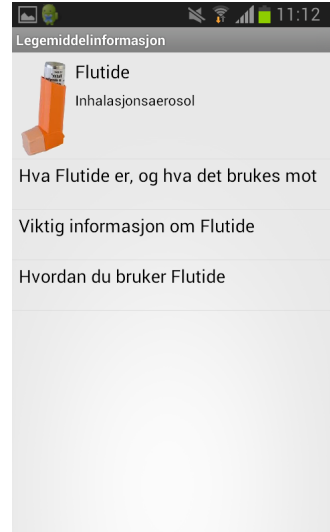 11:12
Legemiddelinformasjon
Flutide
Inhalasjonsaerosol
Hva Flutide er, og hva det brukes mot
Viktig informasjon om Flutide
Hvordan du bruker Flutide